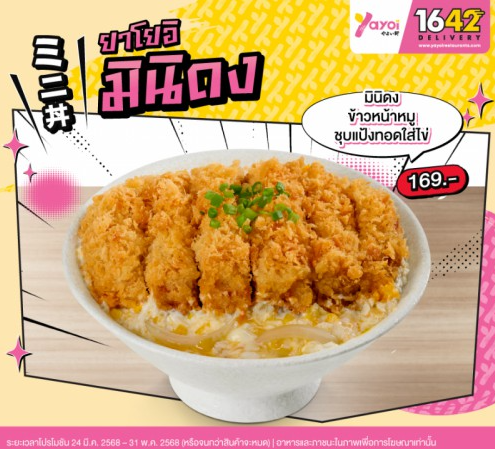 Yayoi
やよい軒
1642
DELIVERY
www.yayoirestaurants.com
ミニ丼
ยาโยอิ
มินิดง
มินิดง
ข้าวหน้าหมู
ชุบแป้งทอดใส่ไข่
169.-
ระยะเวลาโปรโมชัน 24 มี.ค. 2568 – 31 พ.ค. 2568 (หรือจนกว่าสินค้าจะหมด) | อาหารและภาชนะในภาพเพื่อการโฆษณาเท่านั้น